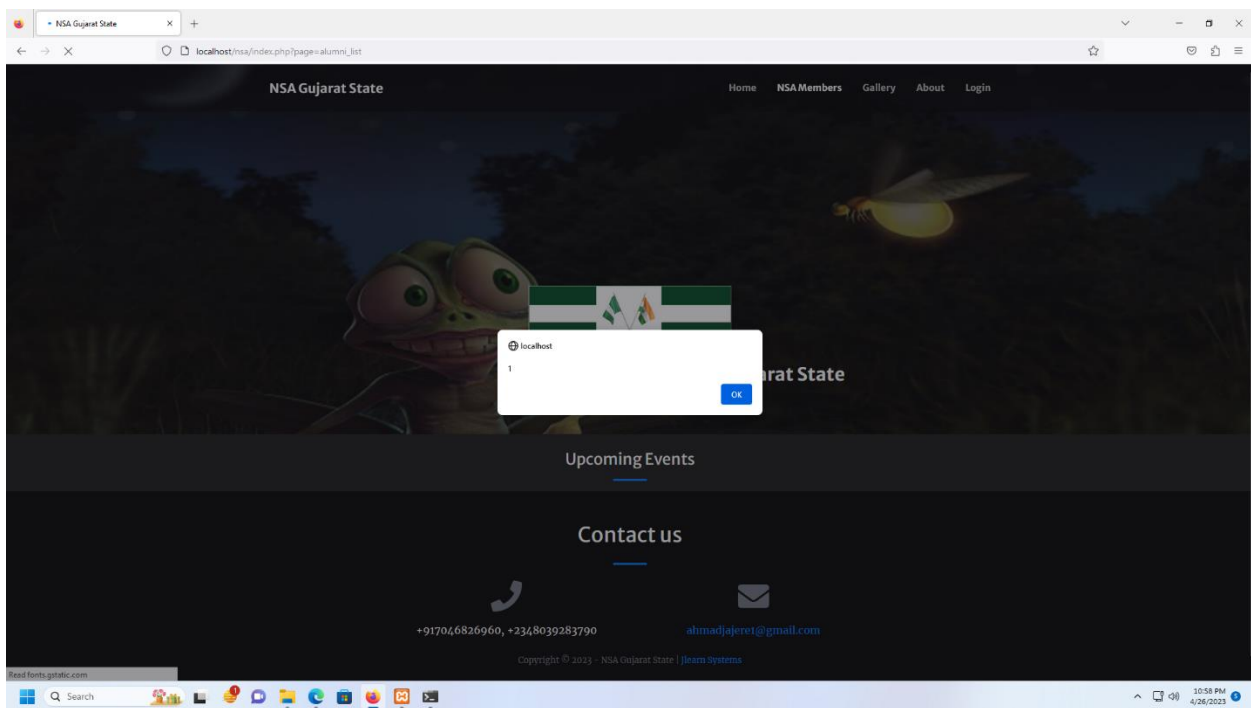 NSA Gujarat State
localhost/nsa/index.php?page=alumni_list
NSA Gujarat State
Home NSA Members Gallery About Login
localhost
1
OK
arat State
Upcoming Events
Contact us
+917046826960, +2348039283790
ahmadjajere1@gmail.com
Copyright © 2023 - NSA Gujarat State | Jlearn Systems
Read fonts.gstatic.com
Search
10:58 PM
4/26/2023